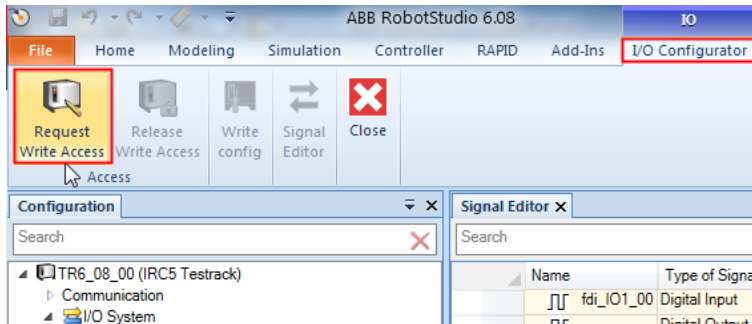 ABB RobotStudio 6.08
IO
File Home Modeling Simulation Controller RAPID Add-Ins I/O Configurator
Request Write Access
Release Write Access
Write config
Signal Editor
Close
Access
Configuration
Signal Editor
Search
Search
TR6_08_00 (IRC5 Testrack)
Name Type of Signa
Communication
fdi_IO1_00 Digital Input
I/O System
Digital Output